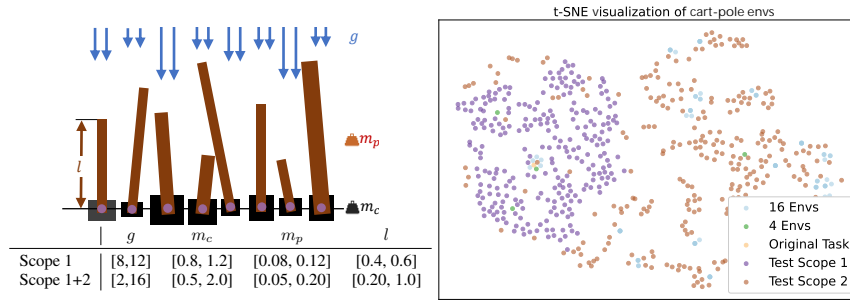 g
m_p
l
m_c
g m_c m_p l
Scope 1 [8,12] [0.8, 1.2] [0.08, 0.12] [0.4, 0.6]
Scope 1+2 [2,16] [0.5, 2.0] [0.05, 0.20] [0.20, 1.0]
t-SNE visualization of cart-pole envs
16 Envs
4 Envs
Original Task
Test Scope 1
Test Scope 2